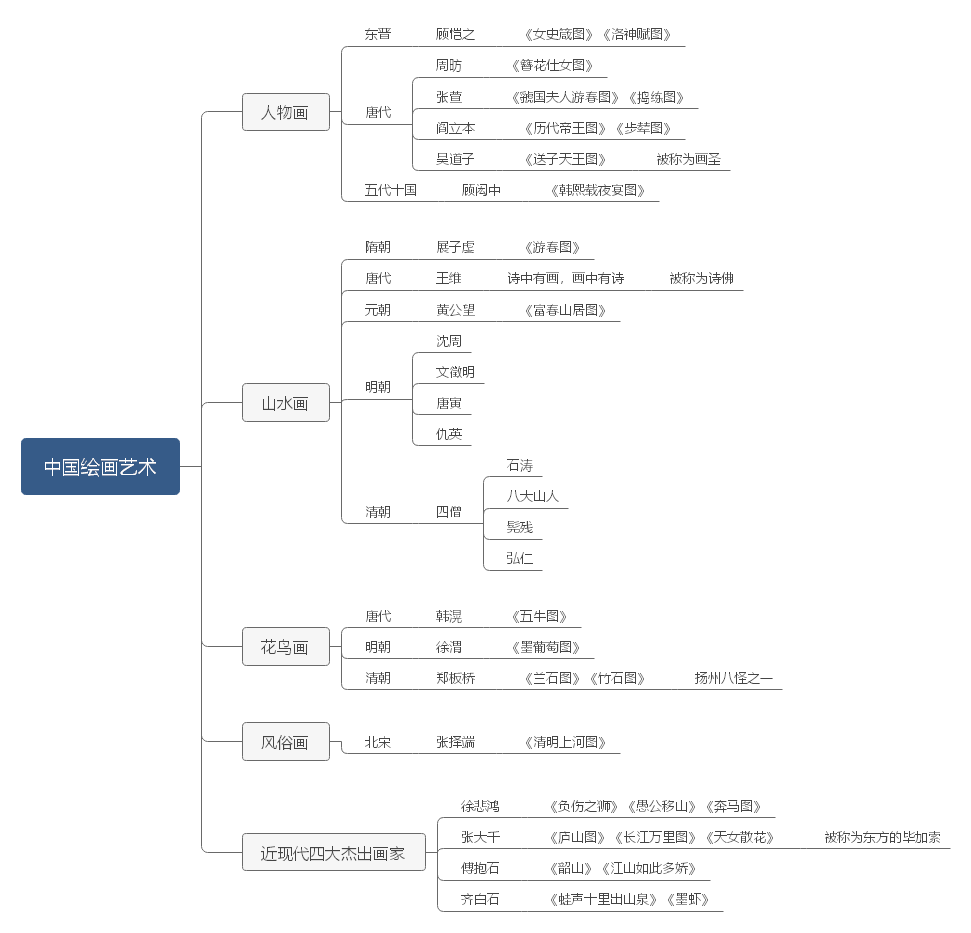 中国绘画艺术
人物画
东晋 顾恺之 《女史箴图》《洛神赋图》
唐代
周昉 《簪花仕女图》
张萱 《虢国夫人游春图》《捣练图》
阎立本 《历代帝王图》《步辇图》
吴道子 《送子天王图》 被称为画圣
五代十国 顾闳中 《韩熙载夜宴图》
山水画
隋朝 展子虔 《游春图》
唐代 王维 诗中有画，画中有诗 被称为诗佛
元朝 黄公望 《富春山居图》
明朝
沈周
文徵明
唐寅
仇英
清朝 四僧
石涛
八大山人
髡残
弘仁
花鸟画
唐代 韩滉 《五牛图》
明朝 徐渭 《墨葡萄图》
清朝 郑板桥 《兰石图》《竹石图》 扬州八怪之一
风俗画
北宋 张择端 《清明上河图》
近现代四大杰出画家
徐悲鸿 《负伤之狮》《愚公移山》《奔马图》
张大千 《庐山图》《长江万里图》《天女散花》 被称为东方的毕加索
傅抱石 《韶山》《江山如此多娇》
齐白石 《蛙声十里出山泉》《墨虾》